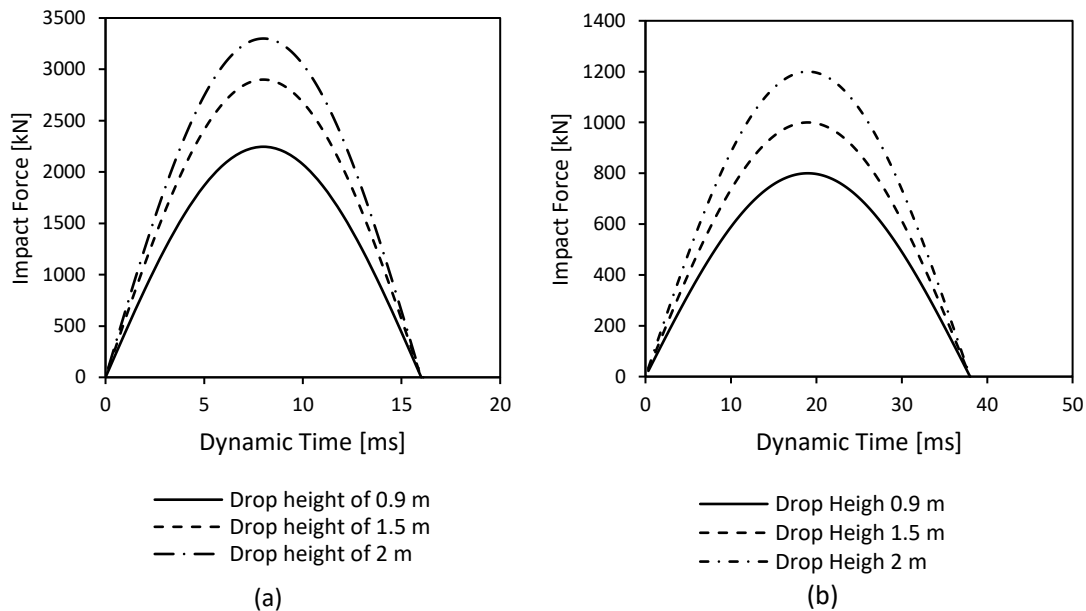 3500
3000
2500
2000
1500
1000
500
0
Impact Force [kN]
0 5 10 15 20
Dynamic Time [ms]
Drop height of 0.9 m
Drop height of 1.5 m
Drop height of 2 m
(a)
1400
1200
1000
800
600
400
200
0
Impact Force [kN]
0 10 20 30 40 50
Dynamic Time [ms]
Drop Heigh 0.9 m
Drop Heigh 1.5 m
Drop Heigh 2 m
(b)